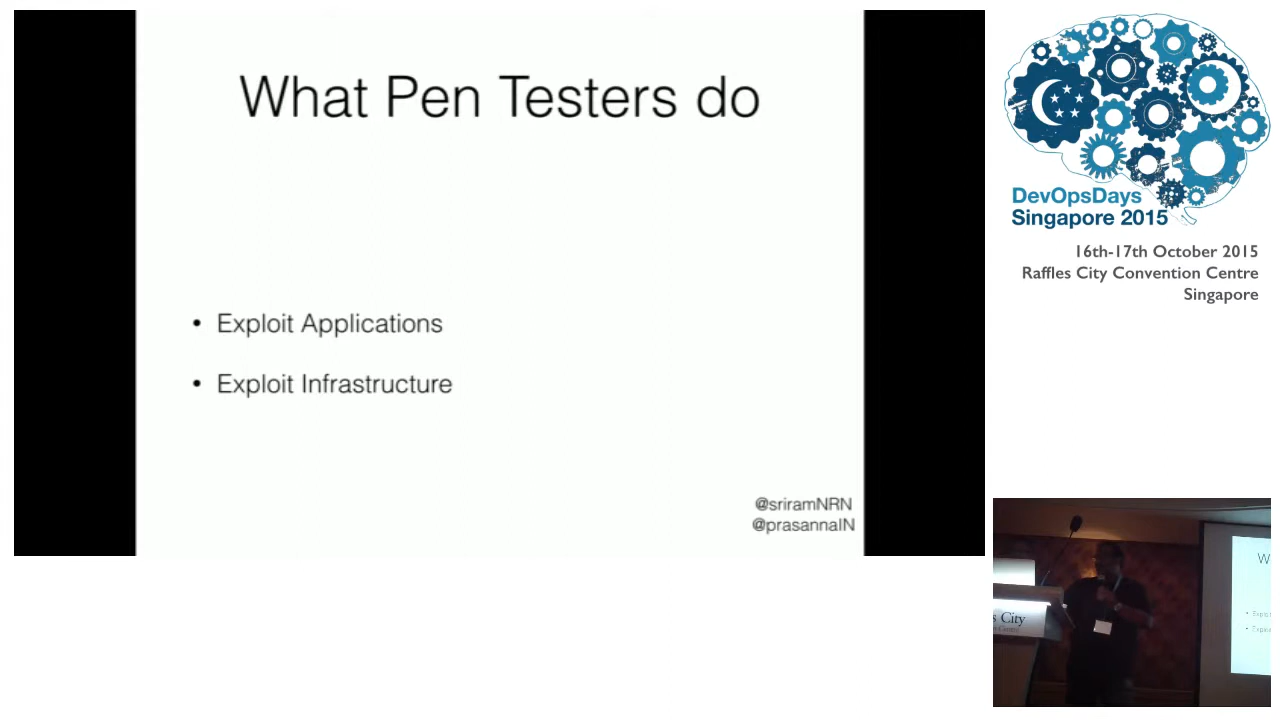 What Pen Testers do
• Exploit Applications
• Exploit Infrastructure
@sriramNRN
@prasannaIN
DevOpsDays
Singapore 2015
16th-17th October 2015
Raffles City Convention Centre
Singapore
s City